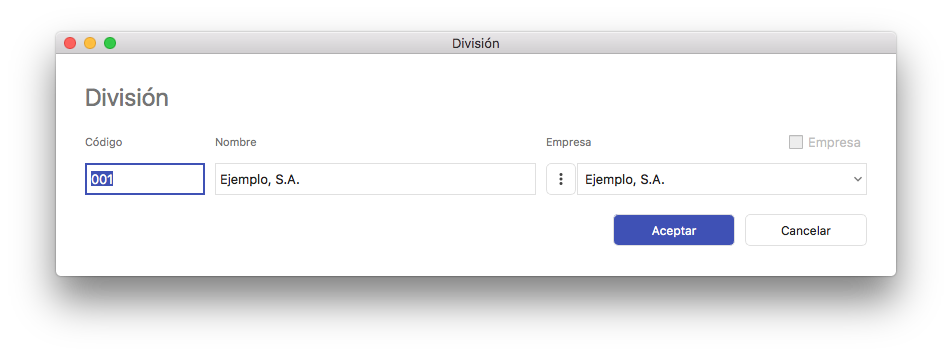 División
División
Código Nombre Empresa Empresa
001 Ejemplo, S.A. Ejemplo, S.A.
Aceptar Cancelar